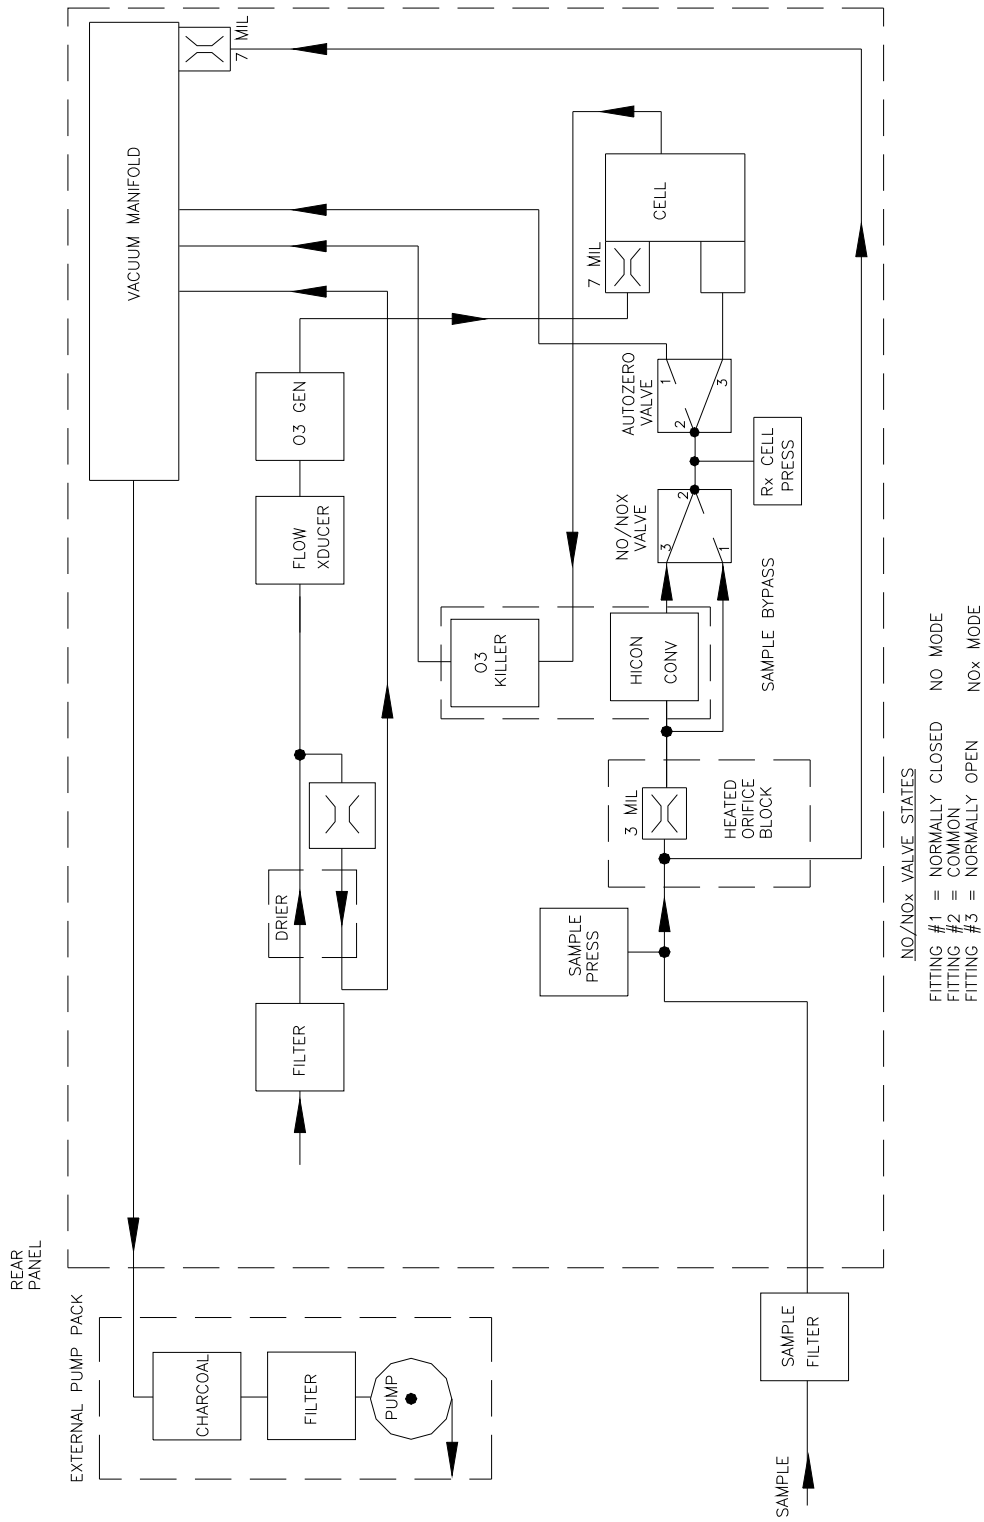 REAR
PANEL
EXTERNAL PUMP PACK
CHARCOAL
FILTER
PUMP
VACUUM MANIFOLD
7 MIL
FILTER
DRIER
FLOW
XDUCER
O3 GEN
O3
KILLER
SAMPLE
PRESS
3 MIL
HEATED
ORIFICE
BLOCK
HICON
CONV
NO/NOX
VALVE
3
2
1
SAMPLE BYPASS
Rx CELL
PRESS
AUTOZERO
VALVE
1
2
3
7 MIL
CELL
SAMPLE
SAMPLE
FILTER
NO/NOx VALVE STATES
FITTING #1 = NORMALLY CLOSED NO MODE
FITTING #2 = COMMON
FITTING #3 = NORMALLY OPEN NOx MODE